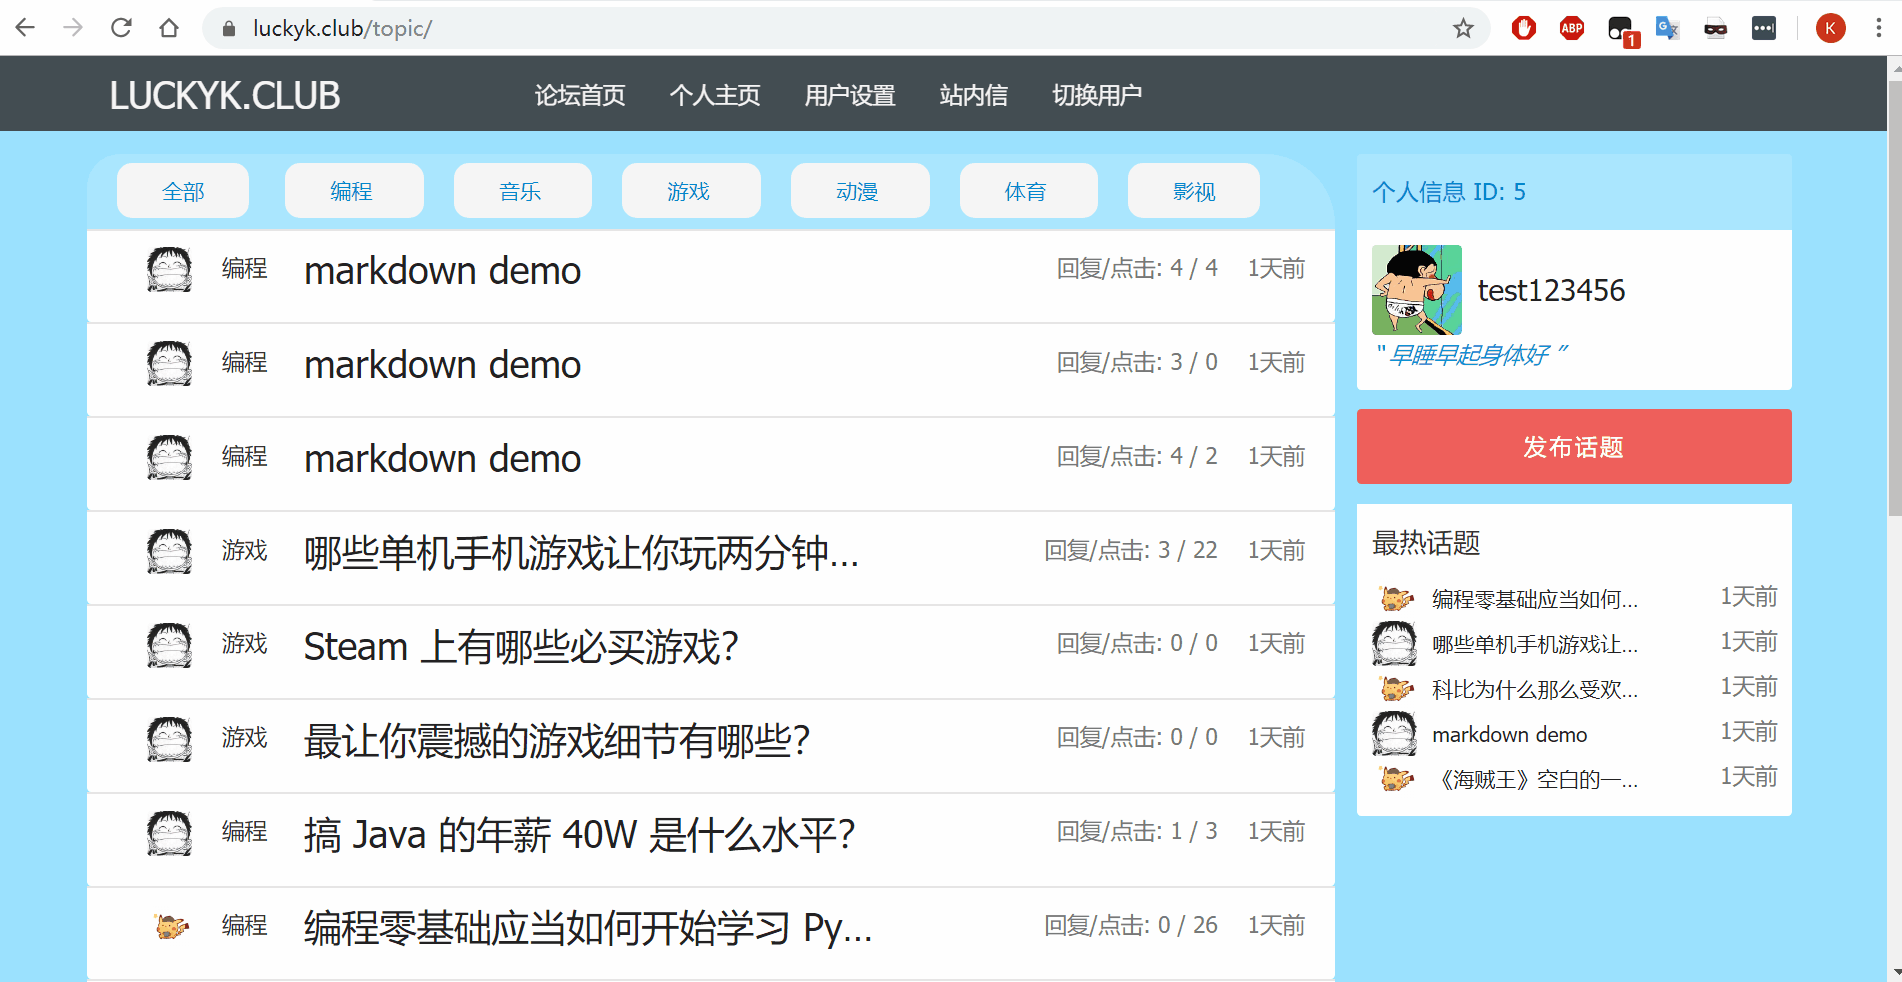 luckyk.club/topic/
ABP
1
K
LUCKYK.CLUB 论坛首页 个人主页 用户设置 站内信 切换用户
全部 编程 音乐 游戏 动漫 体育 影视
编程 markdown demo 回复/点击: 4 / 4 1天前
编程 markdown demo 回复/点击: 3 / 0 1天前
编程 markdown demo 回复/点击: 4 / 2 1天前
游戏 哪些单机手机游戏让你玩两分钟... 回复/点击: 3 / 22 1天前
游戏 Steam 上有哪些必买游戏？ 回复/点击: 0 / 0 1天前
游戏 最让你震撼的游戏细节有哪些？ 回复/点击: 0 / 0 1天前
编程 搞 Java 的年薪 40W 是什么水平？ 回复/点击: 1 / 3 1天前
编程 编程零基础应当如何开始学习 Py... 回复/点击: 0 / 26 1天前
个人信息 ID: 5
test123456
“早睡早起身体好 ”
发布话题
最热话题
编程零基础应当如何... 1天前
哪些单机手机游戏让... 1天前
科比为什么那么受欢... 1天前
markdown demo 1天前
《海贼王》空白的一... 1天前